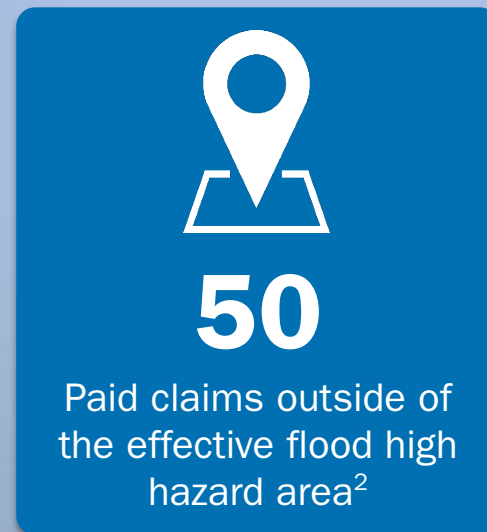 50
Paid claims outside of
the effective flood high
hazard area²